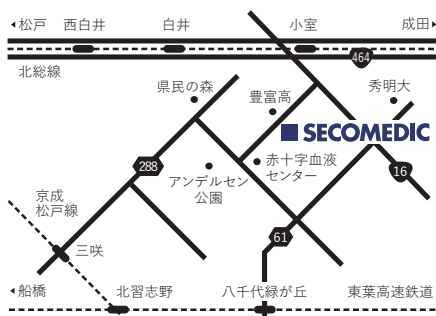 松戸 西白井 白井 小室 成田
464
北総線
県民の森
豊富高
秀明大
SECOMEDIC
288
アンデルセン
公園
赤十字血液
センター
16
京成
松戸線
三咲
61
船橋 北習志野 八千代緑が丘 東葉高速鉄道